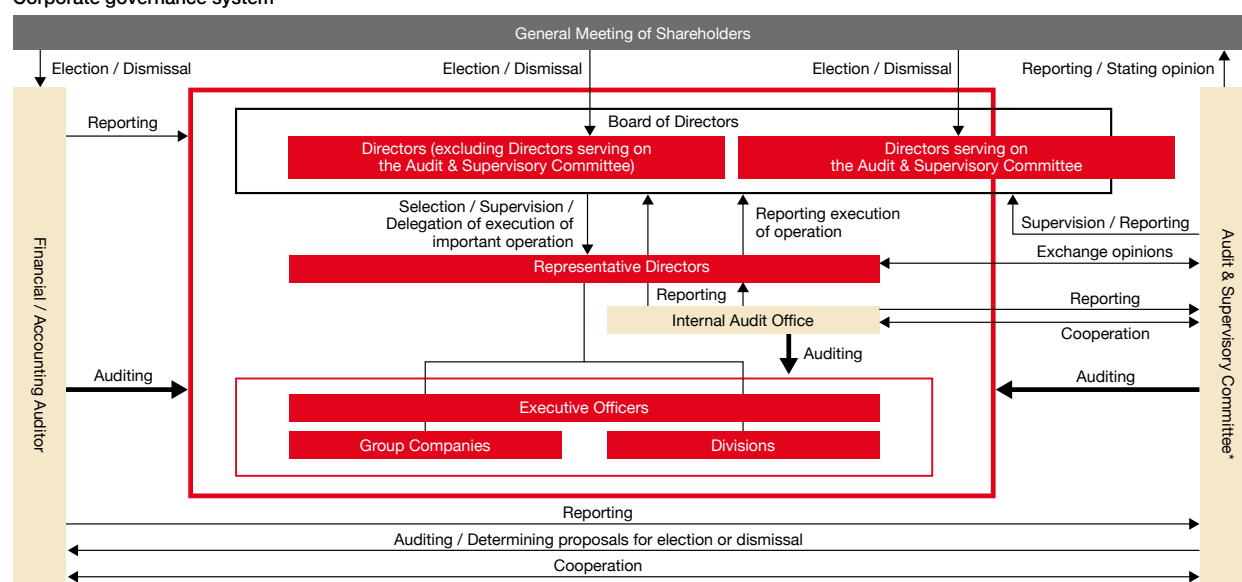 Corporate governance system
General Meeting of Shareholders
Election / Dismissal
Election / Dismissal
Election / Dismissal
Reporting / Stating opinion
Reporting
Board of Directors
Directors (excluding Directors serving on
the Audit & Supervisory Committee)
Directors serving on
the Audit & Supervisory Committee
Selection / Supervision /
Delegation of execution of
important operation
Reporting execution
of operation
Supervision / Reporting
Exchange opinions
Representative Directors
Reporting
Reporting
Internal Audit Office
Cooperation
Auditing
Auditing
Auditing
Executive Officers
Group Companies
Divisions
Financial / Accounting Auditor
Audit & Supervisory Committee*
Reporting
Auditing / Determining proposals for election or dismissal
Cooperation